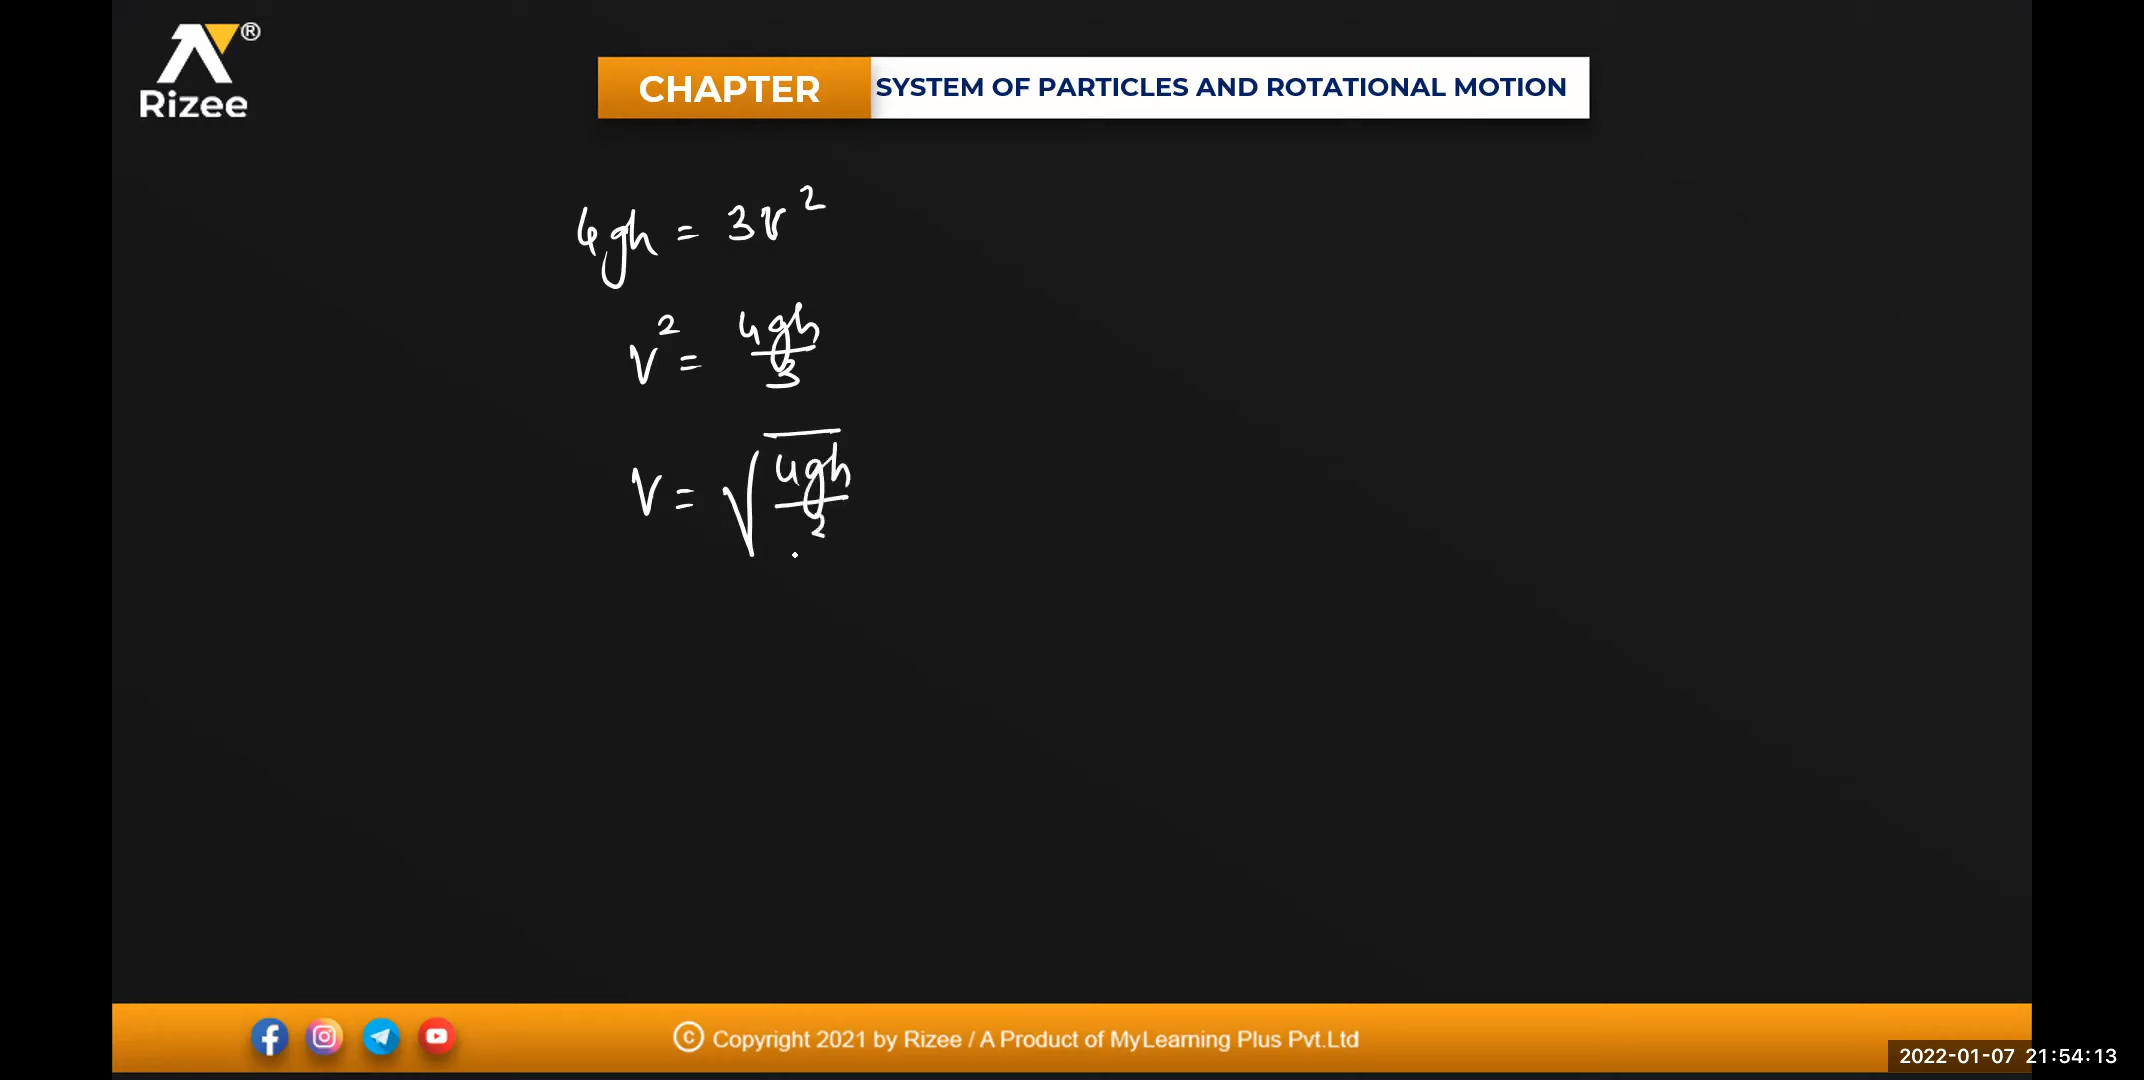 Rizee ®
CHAPTER SYSTEM OF PARTICLES AND ROTATIONAL MOTION
4gh = 3v²
v² = 4gh/3
v = √(4gh/2
© Copyright 2021 by Rizee / A Product of MyLearning Plus Pvt.Ltd
2022-01-07 21:54:13